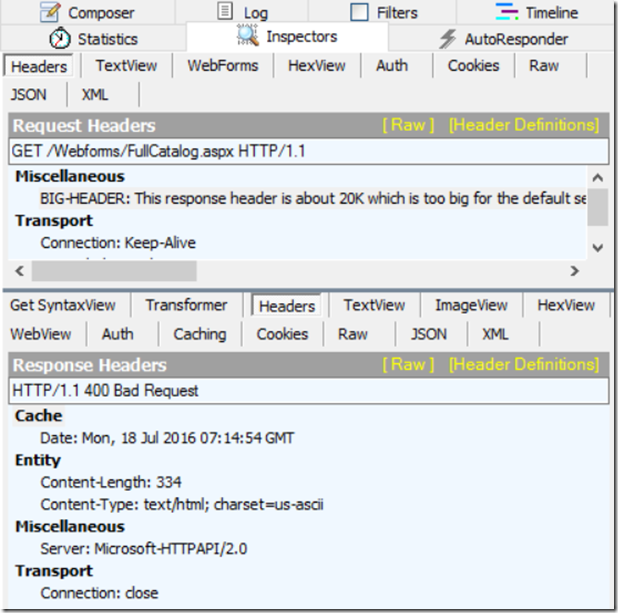 Composer Log Filters Timeline
Statistics Inspectors AutoResponder
Headers TextView WebForms HexView Auth Cookies Raw
JSON XML
Request Headers [ Raw ] [Header Definitions]
GET /Webforms/FullCatalog.aspx HTTP/1.1
Miscellaneous
BIG-HEADER: This response header is about 20K which is too big for the default se
Transport
Connection: Keep-Alive
Get SyntaxView Transformer Headers TextView ImageView HexView
WebView Auth Caching Cookies Raw JSON XML
Response Headers [ Raw ] [Header Definitions]
HTTP/1.1 400 Bad Request
Cache
Date: Mon, 18 Jul 2016 07:14:54 GMT
Entity
Content-Length: 334
Content-Type: text/html; charset=us-ascii
Miscellaneous
Server: Microsoft-HTTPAPI/2.0
Transport
Connection: close